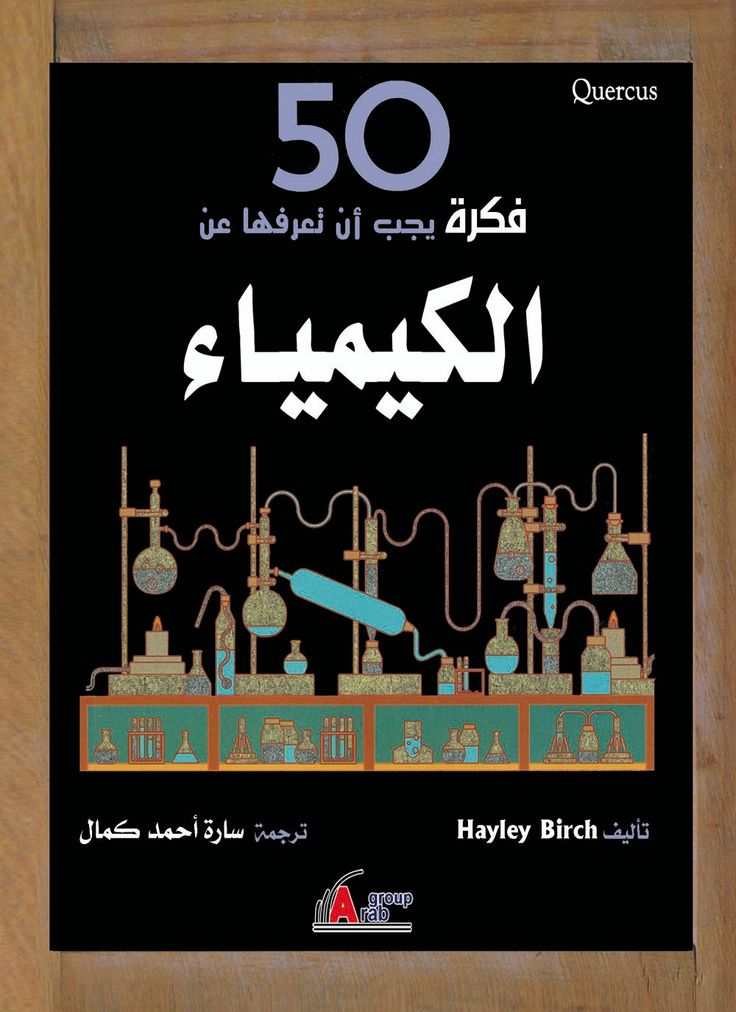 Quercus
50
فكرة يجب أن تعرفها عن
الكيمياء
تأليف Hayley Birch
ترجمة سارة أحمد كمال
Arab group